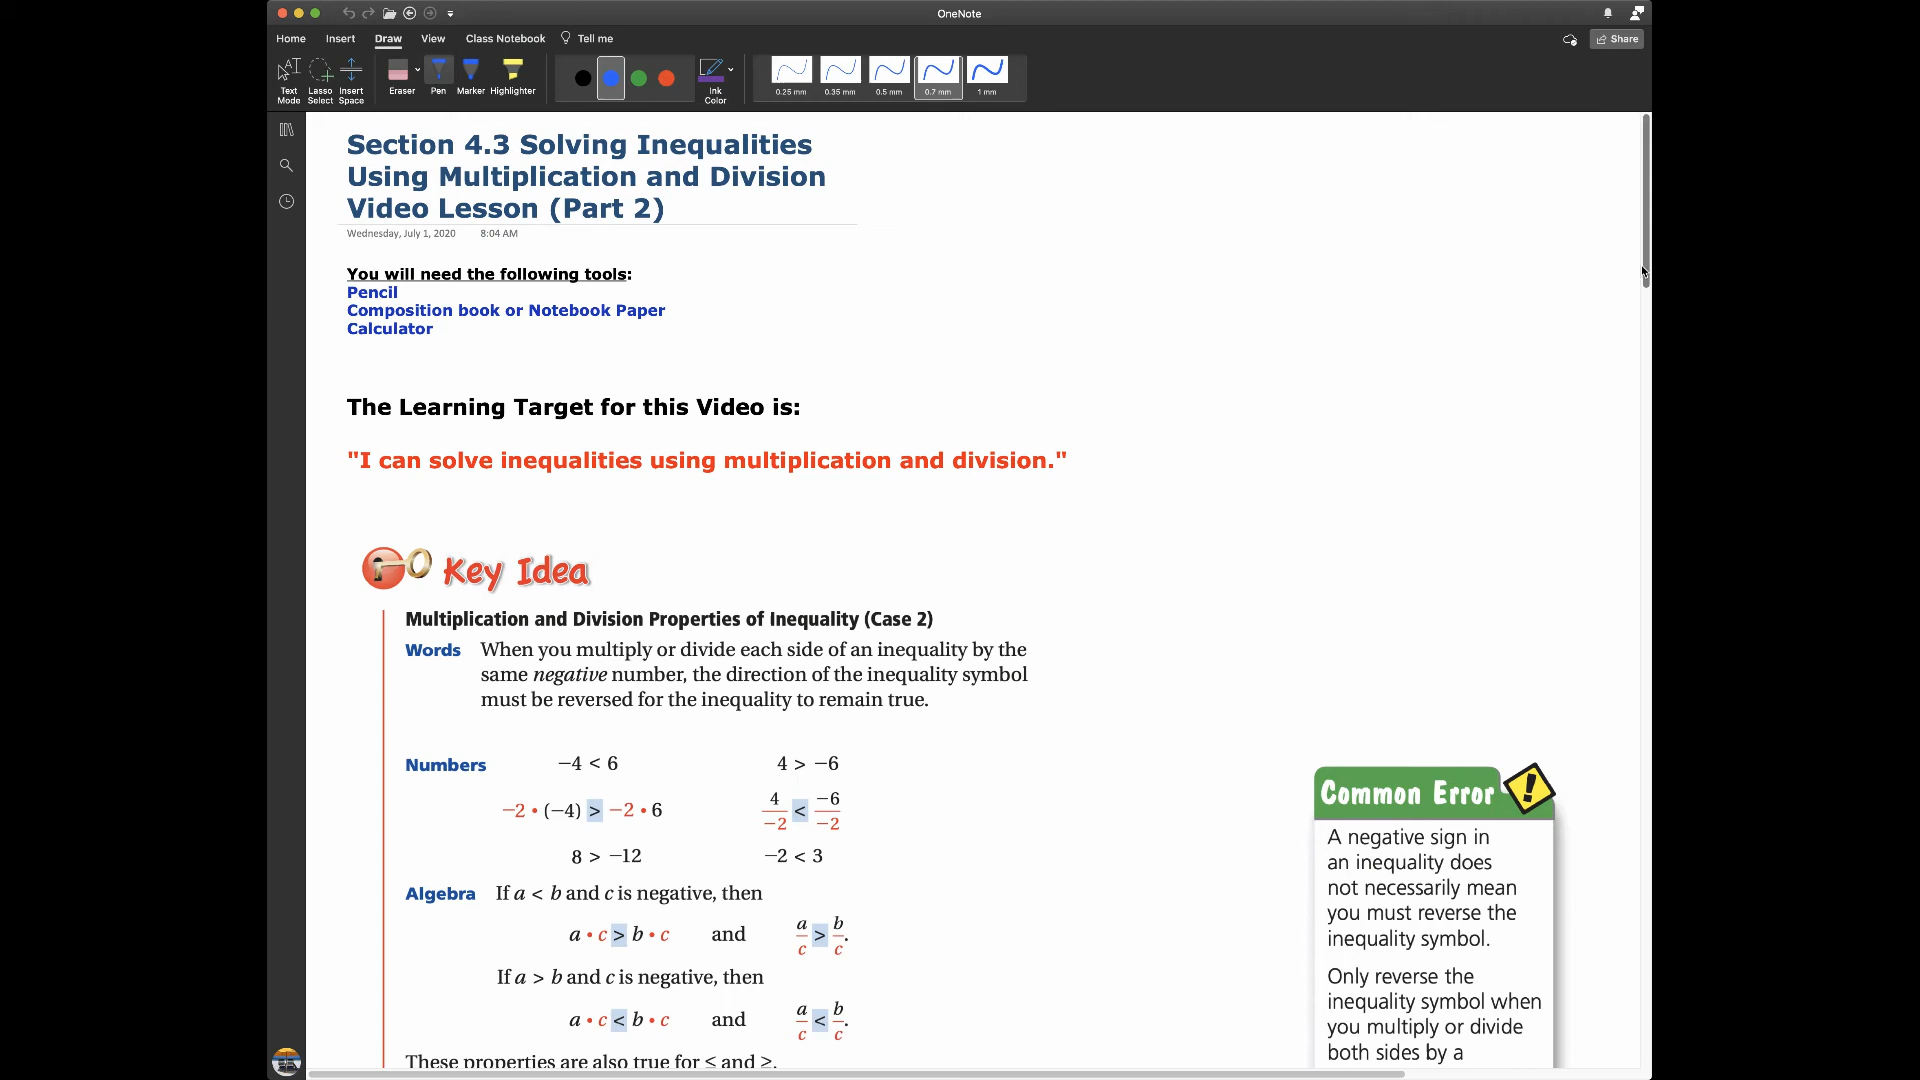 OneNote
Home Insert Draw View Class Notebook Tell me
Share
Text Mode
Lasso Select
Insert Space
Eraser
Pen
Marker
Highlighter
Ink Color
0.25 mm
0.35 mm
0.5 mm
0.7 mm
1 mm
Section 4.3 Solving Inequalities
Using Multiplication and Division
Video Lesson (Part 2)
Wednesday, July 1, 2020 8:04 AM
You will need the following tools:
Pencil
Composition book or Notebook Paper
Calculator
The Learning Target for this Video is:
"I can solve inequalities using multiplication and division."
Key Idea
Multiplication and Division Properties of Inequality (Case 2)
Words When you multiply or divide each side of an inequality by the
same negative number, the direction of the inequality symbol
must be reversed for the inequality to remain true.
Numbers −4 < 6 4 > −6
−2 • (−4) > −2 • 6 4/−2 < −6/−2
8 > −12 −2 < 3
Algebra If a < b and c is negative, then
a • c > b • c and a/c > b/c.
If a > b and c is negative, then
a • c < b • c and a/c < b/c.
These properties are also true for ≤ and ≥.
Common Error
A negative sign in
an inequality does
not necessarily mean
you must reverse the
inequality symbol.
Only reverse the
inequality symbol when
you multiply or divide
both sides by a